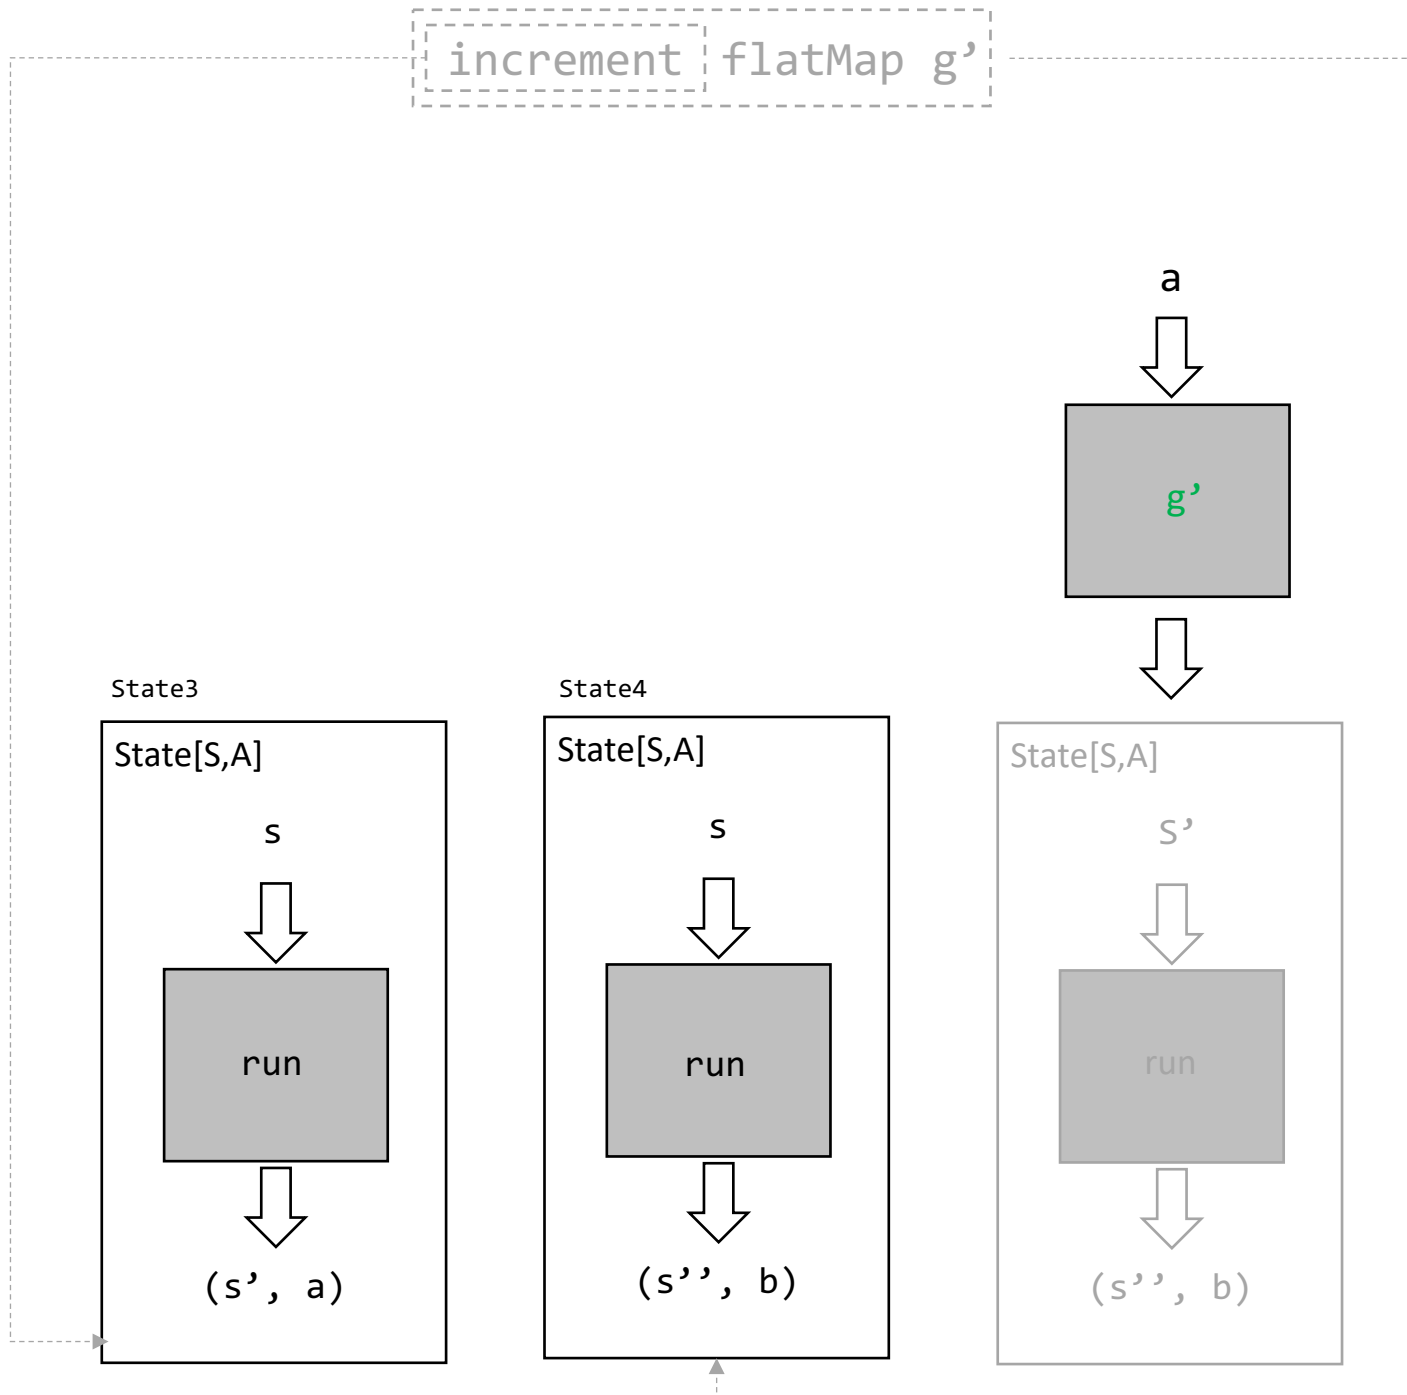 increment flatMap g’
a
g’
State3
State[S,A]
s
run
(s’, a)
State4
State[S,A]
s
run
(s’’, b)
State[S,A]
S’
run
(s’’, b)